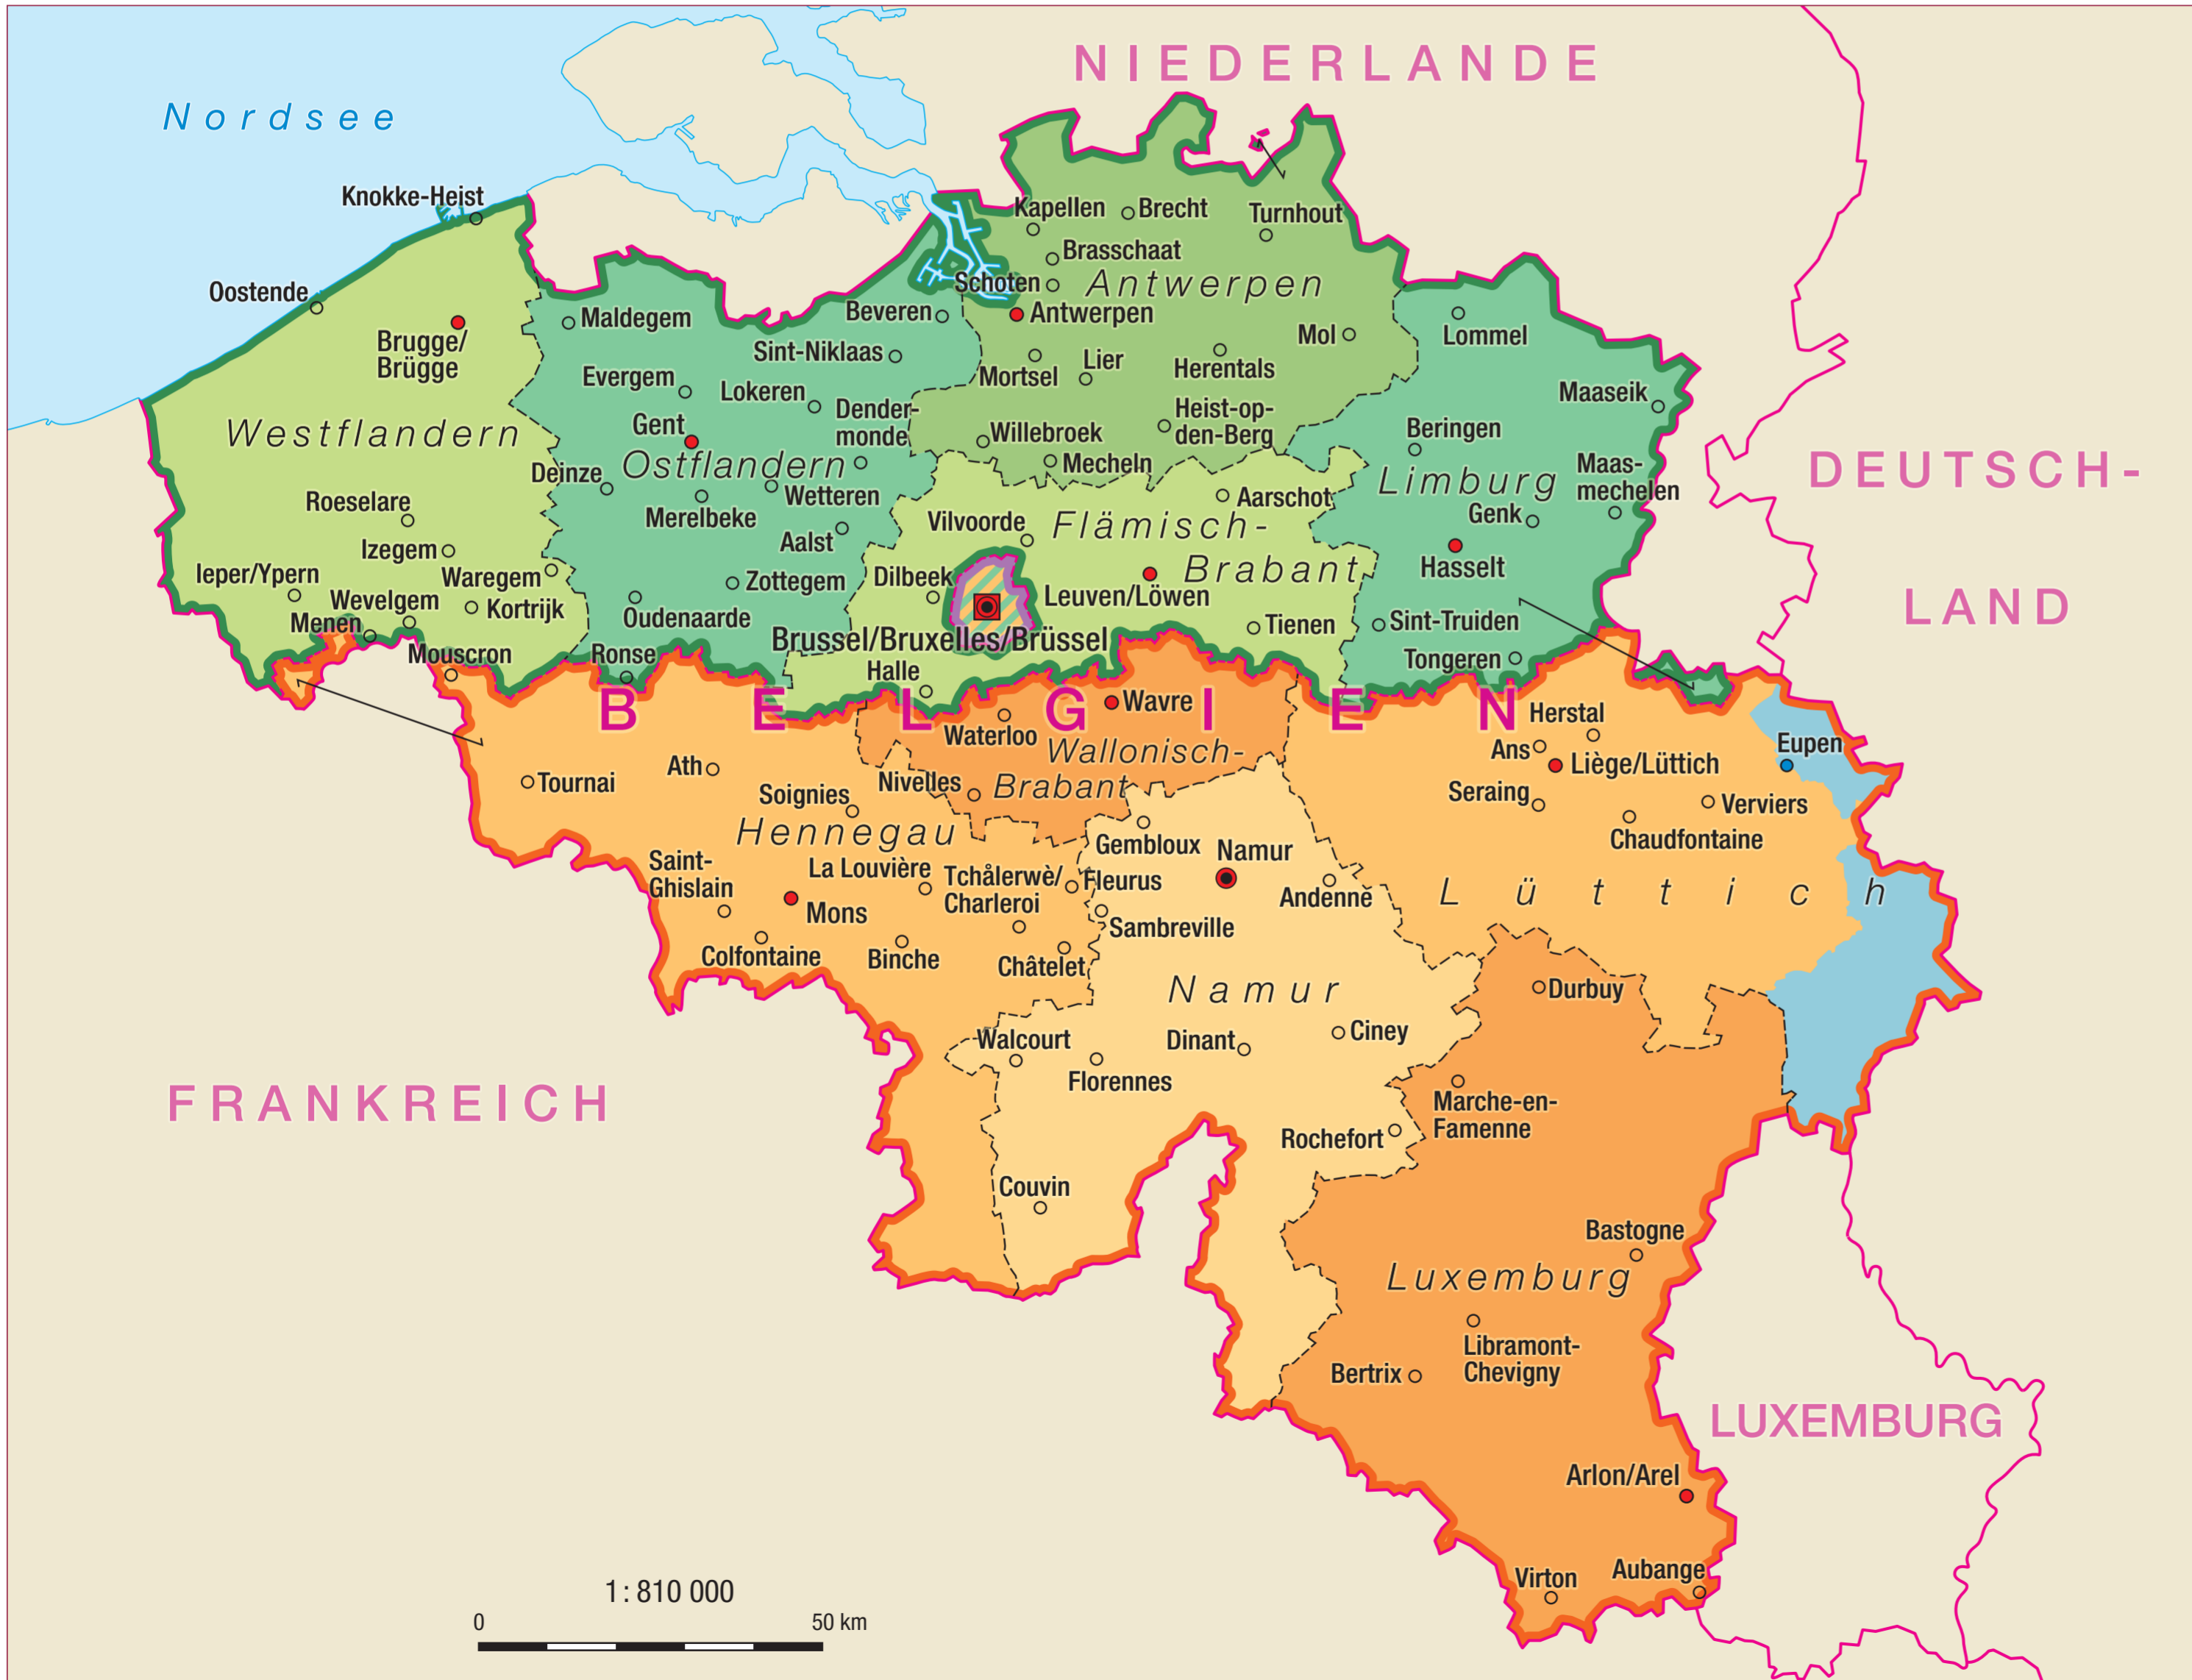 NIEDERLANDE
Nordsee
Knokke-Heist
Kapellen
Brecht
Turnhout
Brasschaat
Oostende
Schoten
Antwerpen
Maldegem
Beveren
Antwerpen
Brugge/
Brügge
Mol
Lommel
Sint-Niklaas
Mortsel
Lier
Herentals
Evergem
Lokeren
Maaseik
Dender-
monde
Heist-op-
den-Berg
Gent
Westflandern
Willebroek
Beringen
Ostflandern
Mecheln
Deinze
Limburg
Maas-
mechelen
DEUTSCH-
LAND
Roeselare
Wetteren
Aarschot
Merelbeke
Vilvoorde
Flämisch-
Brabant
Genk
Izegem
Aalst
Hasselt
Ieper/Ypern
Waregem
Zottegem
Dilbeek
Leuven/Löwen
Wevelgem
Kortrijk
Menen
Oudenaarde
Tienen
Sint-Truiden
Brussel/Bruxelles/Brüssel
Mouscron
Ronse
Halle
Tongeren
BELGIEN
Wavre
Herstal
Waterloo
Wallonisch-
Brabant
Ans
Eupen
Liège/Lüttich
Tournai
Ath
Nivelles
Soignies
Seraing
Verviers
Hennegau
Chaudfontaine
Gembloux
Namur
Saint-
Ghislain
La Louvière
Tchålerwè/
Charleroi
Fleurus
Andenne
Lüttich
Mons
Sambreville
Colfontaine
Binche
Châtelet
Namur
Durbuy
Walcourt
Dinant
Ciney
Florennes
Marche-en-
Famenne
FRANKREICH
Rochefort
Couvin
Bastogne
Luxemburg
Libramont-
Chevigny
Bertrix
LUXEMBURG
Arlon/Arel
Virton
Aubange
1:810 000
0
50 km